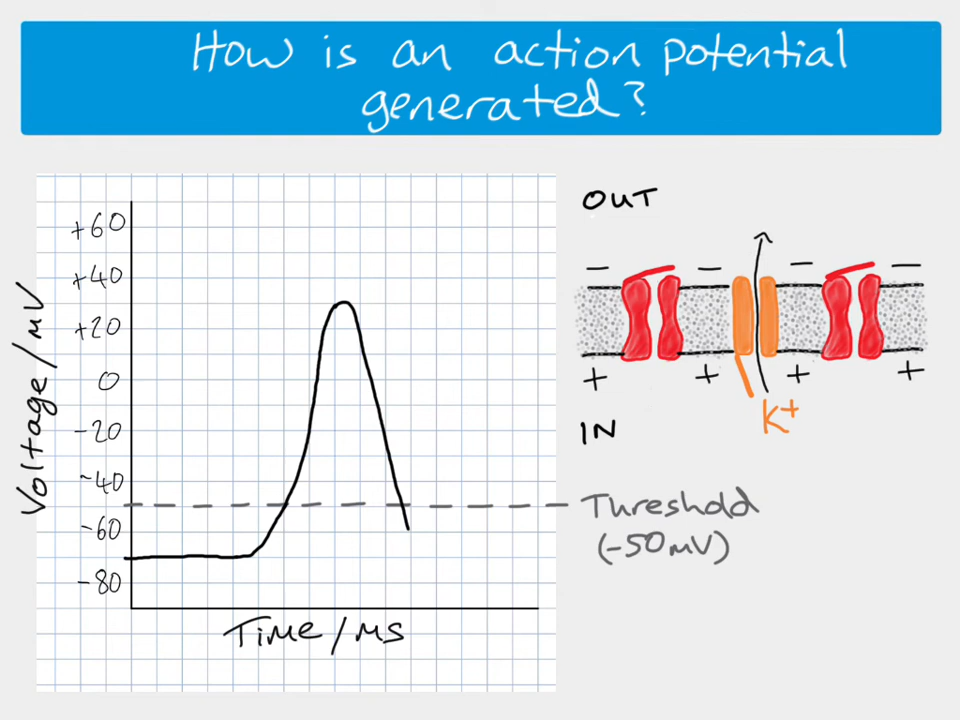 How is an action potential
generated?
Voltage / mV
+60
+40
+20
0
-20
-40
-60
-80
Time / ms
OUT
- - - -
+ + + +
K+
IN
Threshold
(-50mV)